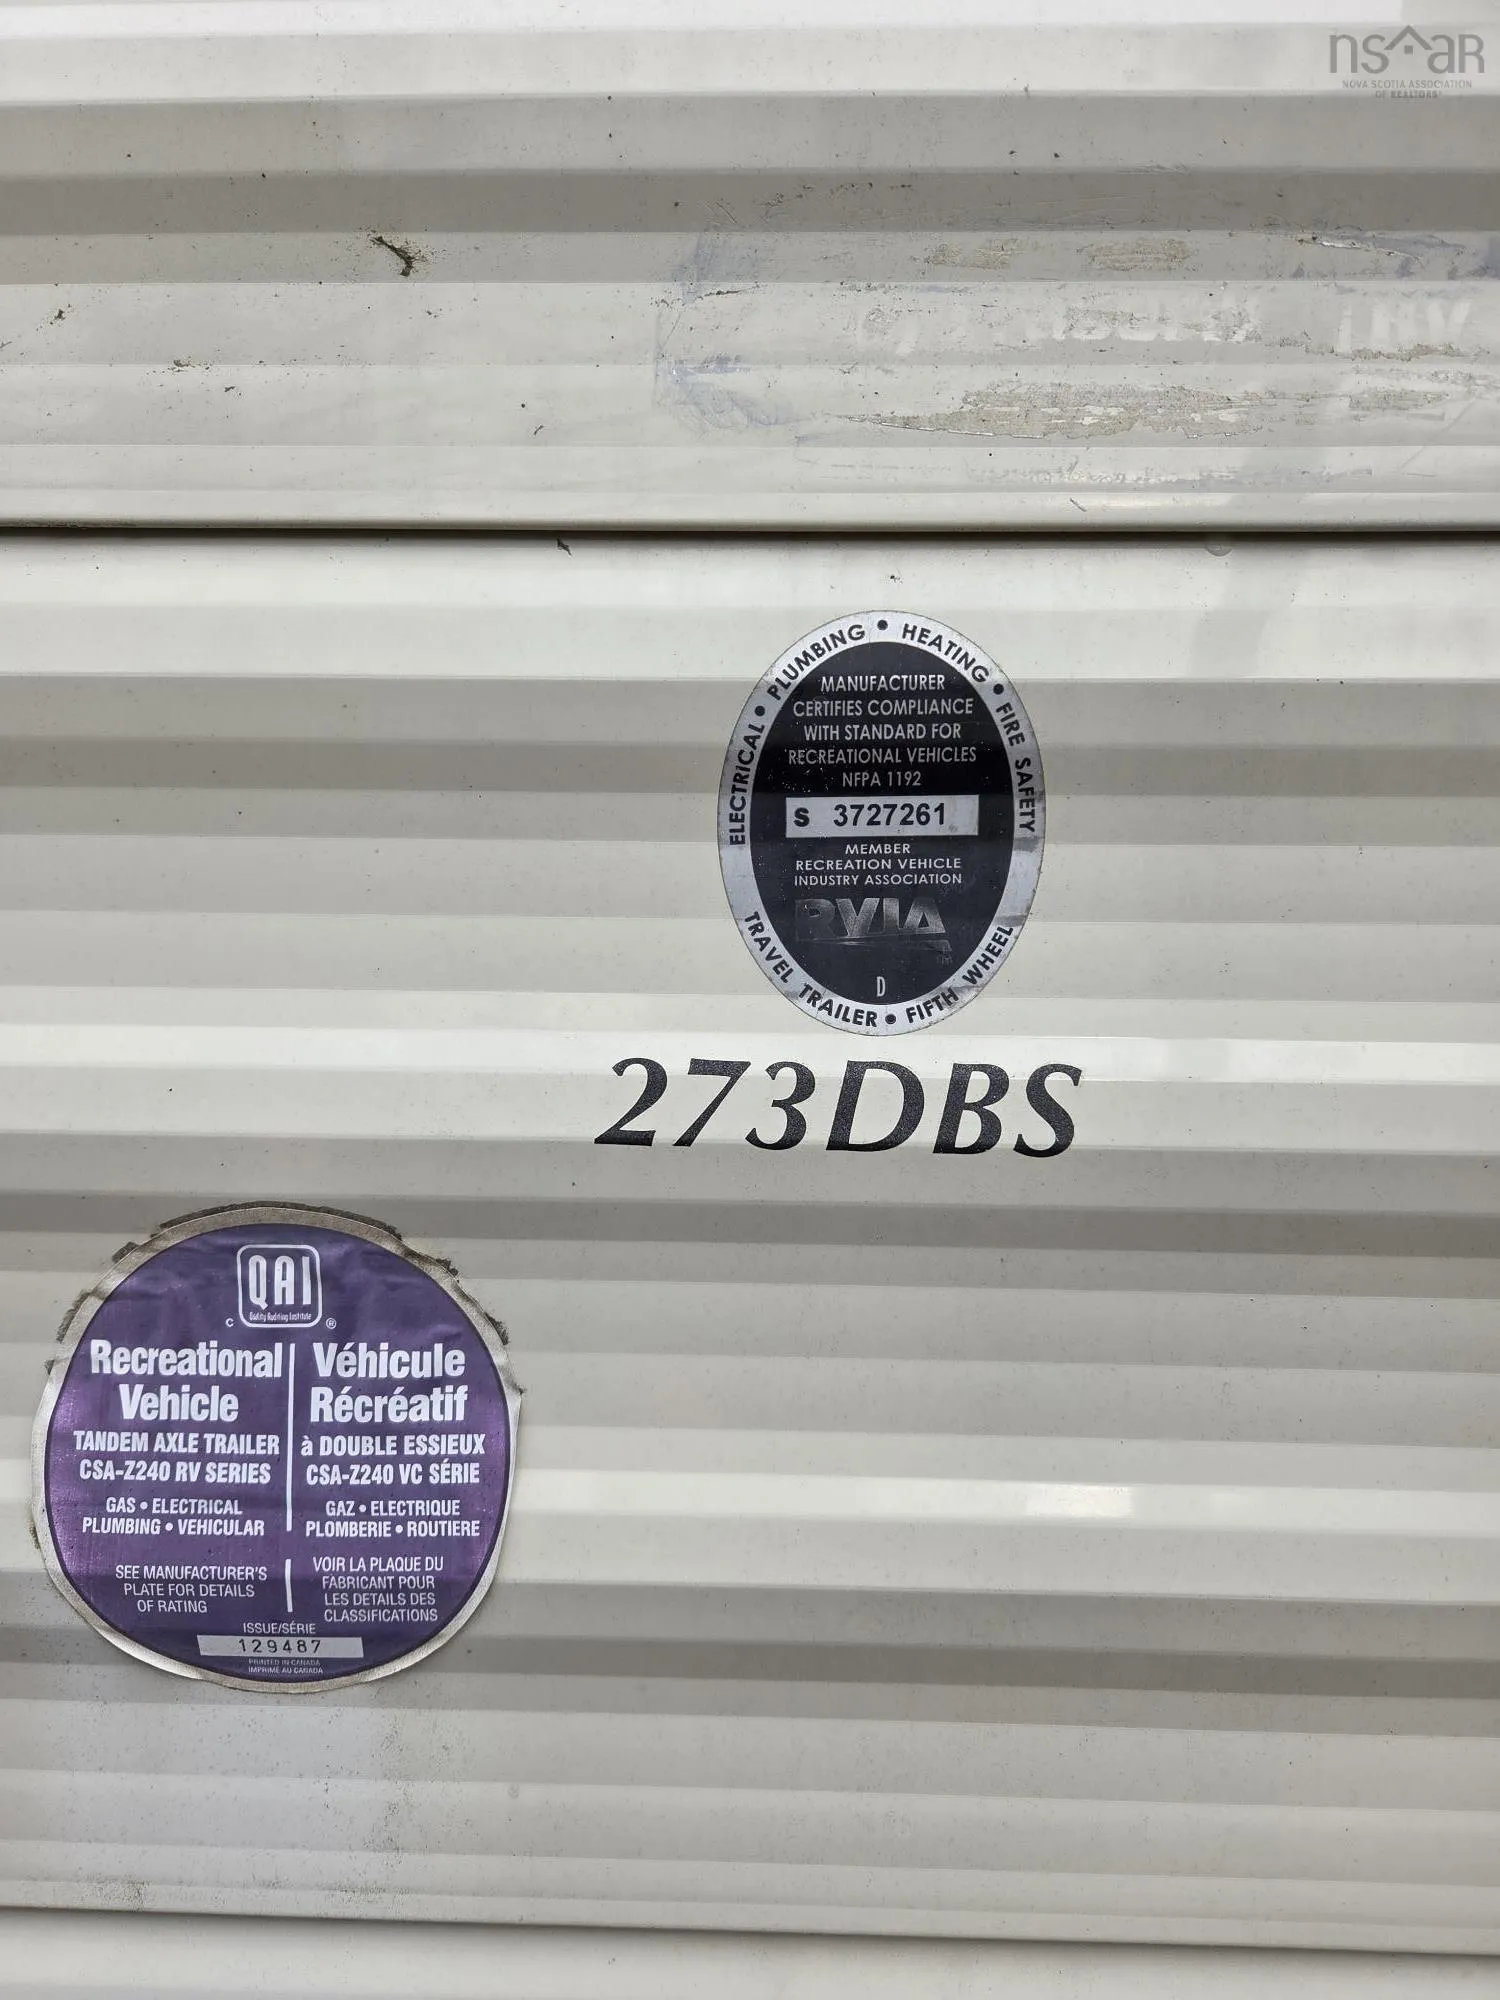 nsar
NOVA SCOTIA ASSOCIATION
OF REALTORS®
ELECTRICAL • PLUMBING • HEATING • FIRE SAFETY
MANUFACTURER
CERTIFIES COMPLIANCE
WITH STANDARD FOR
RECREATIONAL VEHICLES
NFPA 1192
S 3727261
MEMBER
RECREATION VEHICLE
INDUSTRY ASSOCIATION
RVIA
D
TRAVEL TRAILER • FIFTH WHEEL
273DBS
QAI
Quality Auditing Institute
C ®
Recreational
Vehicle
TANDEM AXLE TRAILER
CSA-Z240 RV SERIES
GAS • ELECTRICAL
PLUMBING • VEHICULAR
SEE MANUFACTURER'S
PLATE FOR DETAILS
OF RATING
Véhicule
Récréatif
à DOUBLE ESSIEUX
CSA-Z240 VC SÉRIE
GAZ • ELECTRIQUE
PLOMBERIE • ROUTIERE
VOIR LA PLAQUE DU
FABRICANT POUR
LES DETAILS DES
CLASSIFICATIONS
ISSUE/SÉRIE
129487
PRINTED IN CANADA
IMPRIMÉ AU CANADA